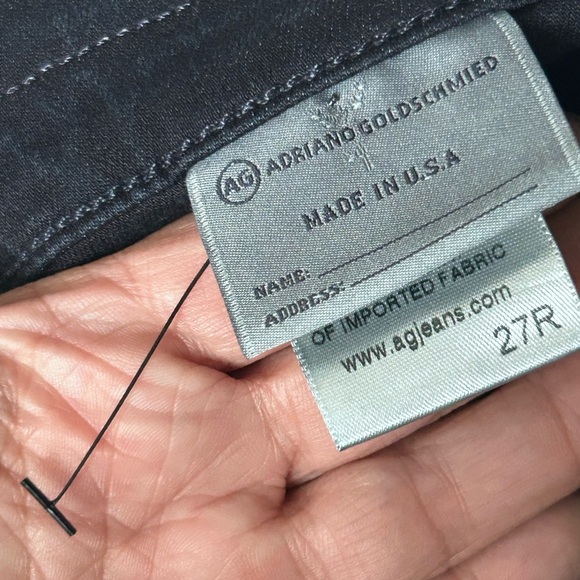 AG ADRIANO GOLDSCHMIED
MADE IN U.S.A
NAME:
ADDRESS:
OF IMPORTED FABRIC
www.agjeans.com
27R